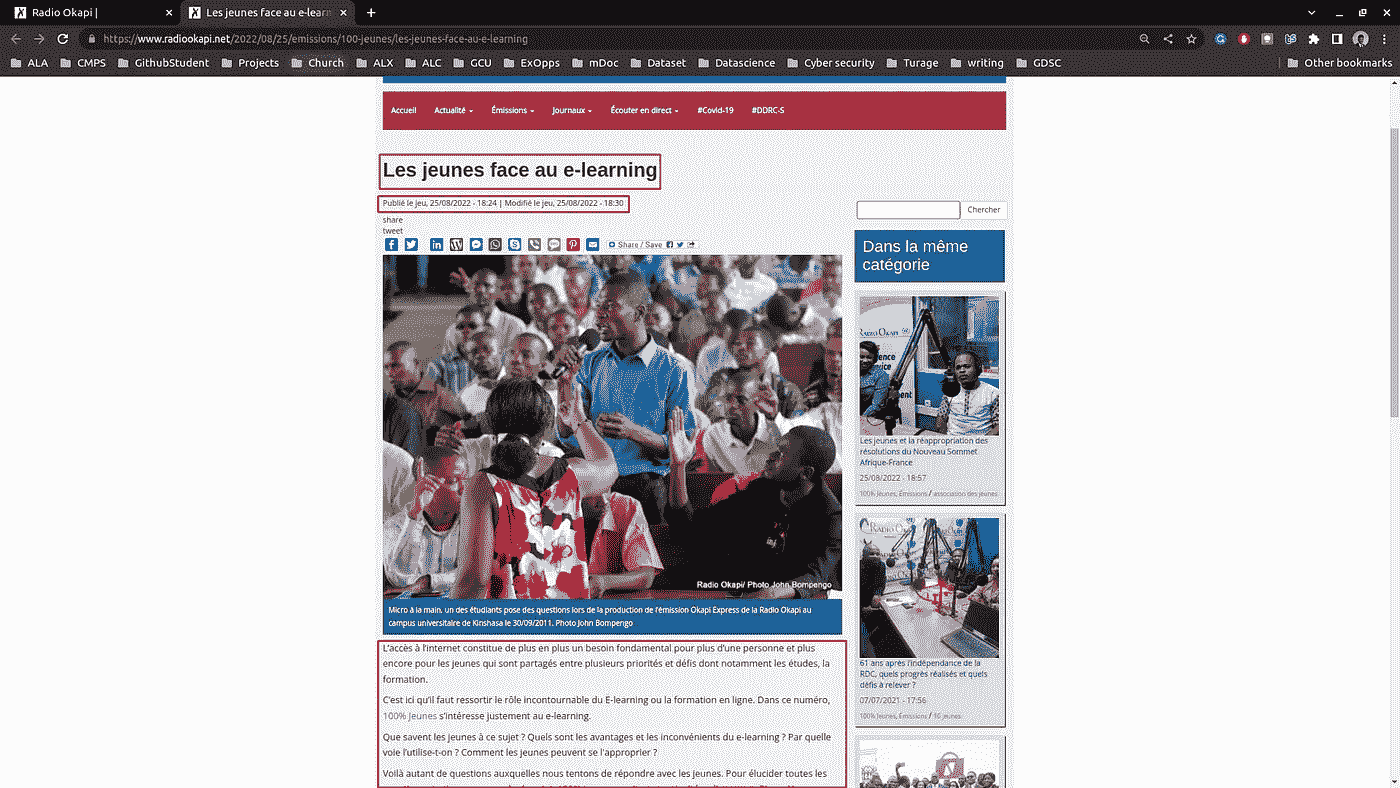 Radio Okapi |
Les jeunes face au e-learn
https://www.radiookapi.net/2022/08/25/emissions/100-jeunes/les-jeunes-face-au-e-learning
ALA CMPS GithubStudent Projects Church ALX ALC GCU ExOpps mDoc Dataset Datascience Cyber security Turage writing GDSC Other bookmarks
Accueil Actualité Émissions Journaux Écouter en direct #Covid-19 #DDRC-S
Les jeunes face au e-learning
Publié le jeu, 25/08/2022 - 18:24 | Modifié le jeu, 25/08/2022 - 18:30
share
tweet
Share / Save
Radio Okapi/ Photo John Bompengo
Micro à la main, un des étudiants pose des questions lors de la production de l'émission Okapi Express de la Radio Okapi au
campus universitaire de Kinshasa le 30/09/2011. Photo John Bompengo
L'accès à l'internet constitue de plus en plus un besoin fondamental pour plus d'une personne et plus
encore pour les jeunes qui sont partagés entre plusieurs priorités et défis dont notamment les études, la
formation.
C'est ici qu'il faut ressortir le rôle incontournable du E-learning ou la formation en ligne. Dans ce numéro,
100% Jeunes s'intéresse justement au e-learning.
Que savent les jeunes à ce sujet ? Quels sont les avantages et les inconvénients du e-learning ? Par quelle
voie l'utilise-t-on ? Comment les jeunes peuvent se l'approprier ?
Voilà autant de questions auxquelles nous tentons de répondre avec les jeunes. Pour élucider toutes les
Chercher
Dans la même
catégorie
RADIO OKAPI
Les jeunes et la réappropriation des
résolutions du Nouveau Sommet
Afrique-France
25/08/2022 - 18:57
100% Jeunes, Émissions / association des jeunes
RADIO OKAPI
61 ans après l'indépendance de la
RDC, quels progrès réalisés et quels
défis à relever ?
07/07/2021 - 17:56
100% Jeunes, Émissions / 10 jeunes